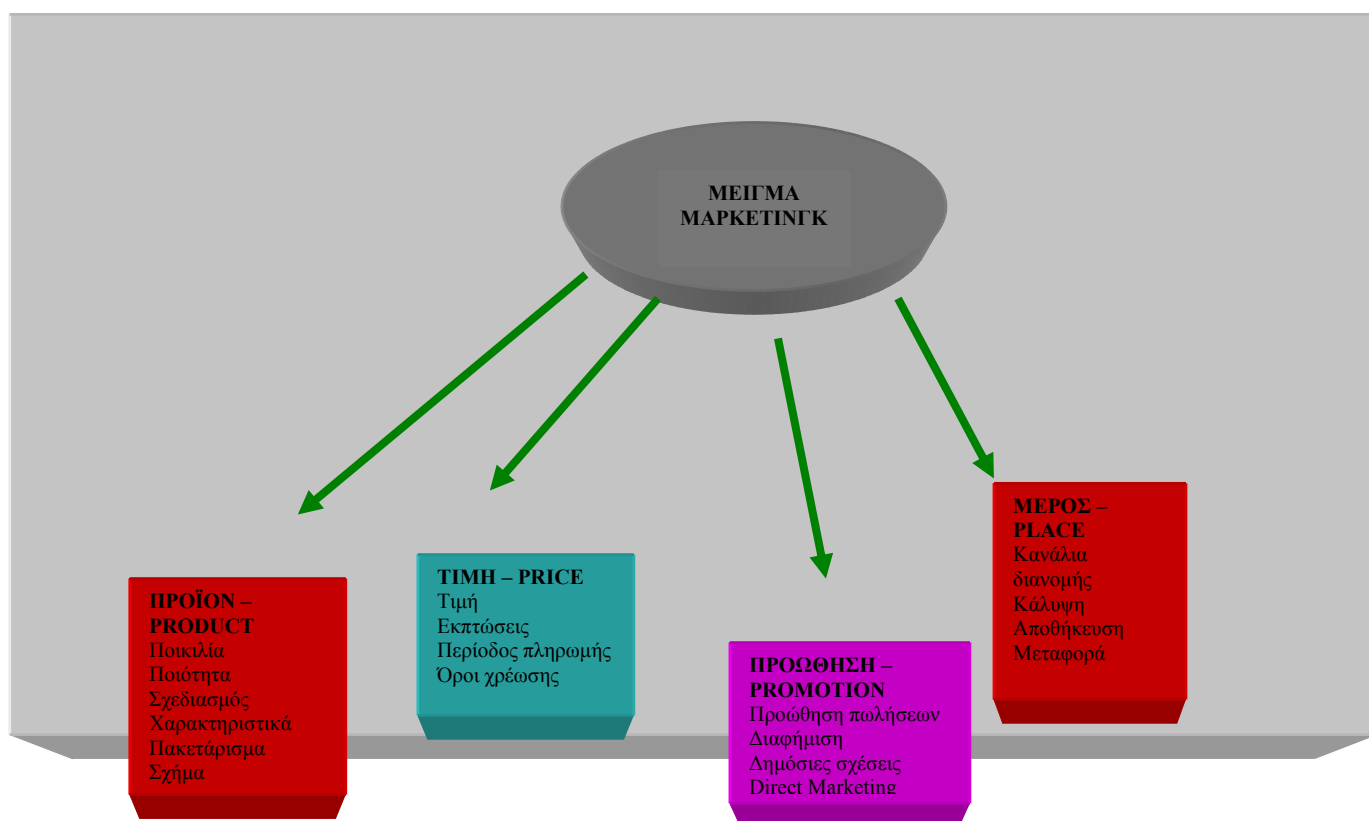 ΜΕΙΓΜΑ
ΜΑΡΚΕΤΙΝΓΚ
ΠΡΟΪΟΝ –
PRODUCT
Ποικιλία
Ποιότητα
Σχεδιασμός
Χαρακτηριστικά
Πακετάρισμα
Σχήμα
ΤΙΜΗ – PRICE
Τιμή
Εκπτώσεις
Περίοδος πληρωμής
Όροι χρέωσης
ΠΡΟΩΘΗΣΗ –
PROMOTION
Προώθηση πωλήσεων
Διαφήμιση
Δημόσιες σχέσεις
Direct Marketing
ΜΕΡΟΣ –
PLACE
Κανάλια
διανομής
Κάλυψη
Αποθήκευση
Μεταφορά